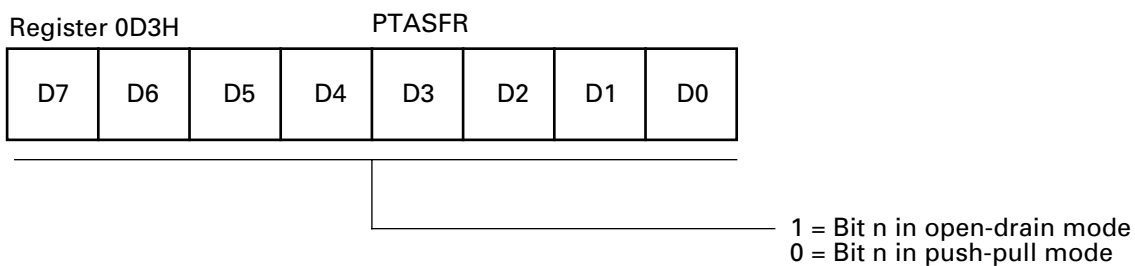 Register 0D3H PTASFR
D7 D6 D5 D4 D3 D2 D1 D0
1 = Bit n in open-drain mode
0 = Bit n in push-pull mode